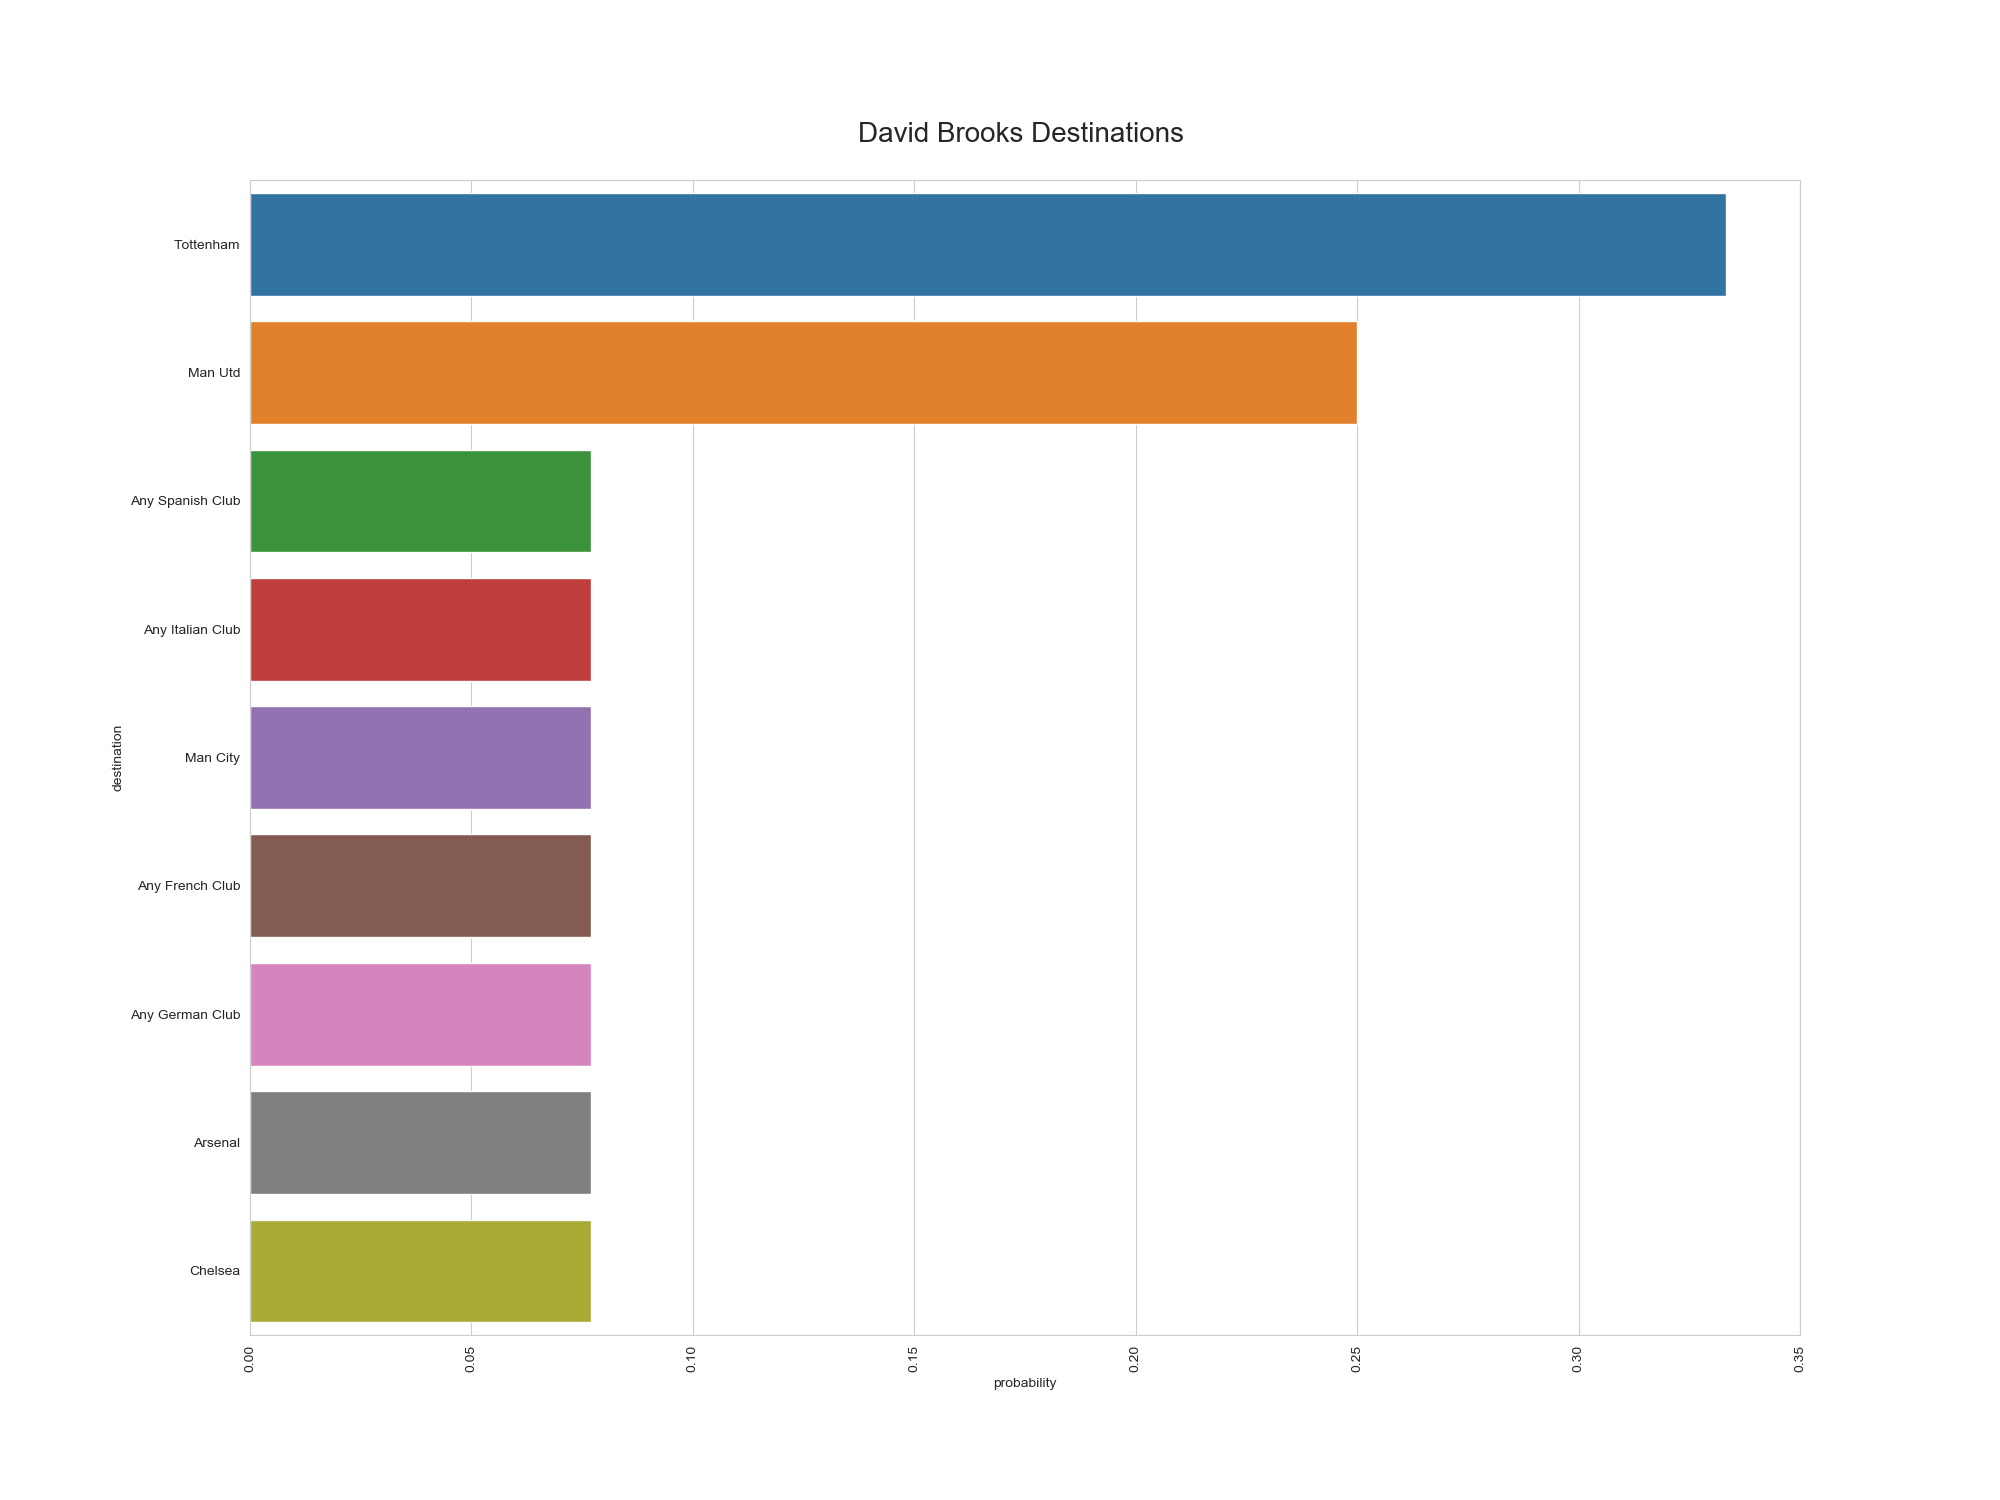 David Brooks Destinations
Tottenham
Man Utd
Any Spanish Club
Any Italian Club
Man City
Any French Club
Any German Club
Arsenal
Chelsea
destination
0.00
0.05
0.10
0.15
0.20
0.25
0.30
0.35
probability